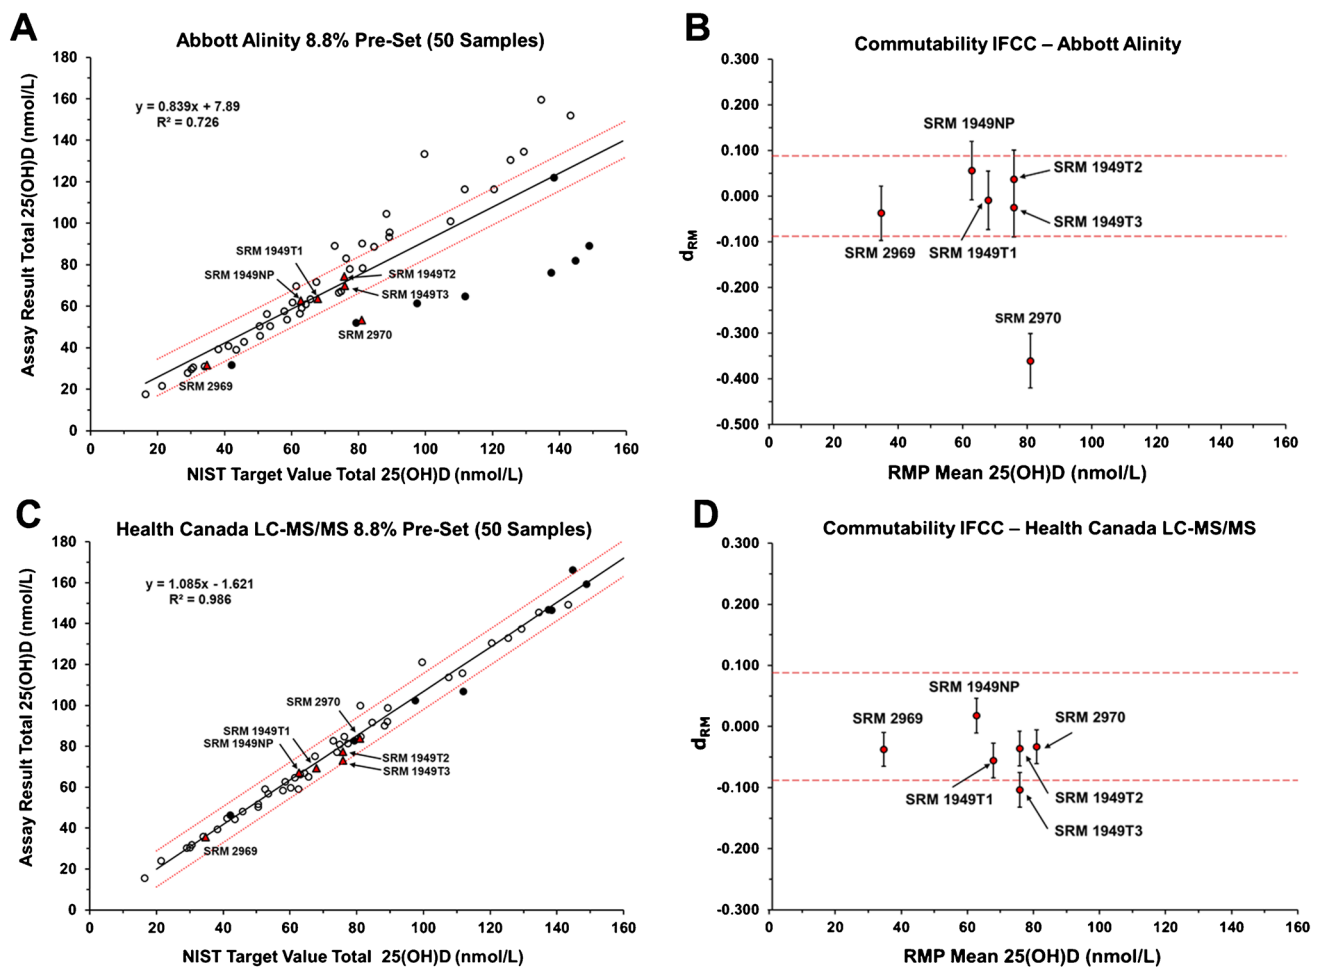 A
Abbott Alinity 8.8% Pre-Set (50 Samples)
Assay Result Total 25(OH)D (nmol/L)
180
160
140
120
100
80
60
40
20
0
y = 0.839x + 7.89
R² = 0.726
SRM 1949T1
SRM 1949NP
SRM 1949T2
SRM 1949T3
SRM 2970
SRM 2969
0 20 40 60 80 100 120 140 160
NIST Target Value Total 25(OH)D (nmol/L)
B
Commutability IFCC – Abbott Alinity
dRM
0.300
0.200
0.100
0.000
-0.100
-0.200
-0.300
-0.400
-0.500
SRM 1949NP
SRM 1949T2
SRM 1949T3
SRM 2969
SRM 1949T1
SRM 2970
0 20 40 60 80 100 120 140 160
RMP Mean 25(OH)D (nmol/L)
C
Health Canada LC-MS/MS 8.8% Pre-Set (50 Samples)
Assay Result Total 25(OH)D (nmol/L)
180
160
140
120
100
80
60
40
20
0
y = 1.085x - 1.621
R² = 0.986
SRM 2970
SRM 1949T1
SRM 1949NP
SRM 1949T2
SRM 1949T3
SRM 2969
0 20 40 60 80 100 120 140 160
NIST Target Value Total 25(OH)D (nmol/L)
D
Commutability IFCC – Health Canada LC-MS/MS
dRM
0.300
0.200
0.100
0.000
-0.100
-0.200
-0.300
SRM 1949NP
SRM 2969
SRM 2970
SRM 1949T1
SRM 1949T2
SRM 1949T3
0 20 40 60 80 100 120 140 160
RMP Mean 25(OH)D (nmol/L)